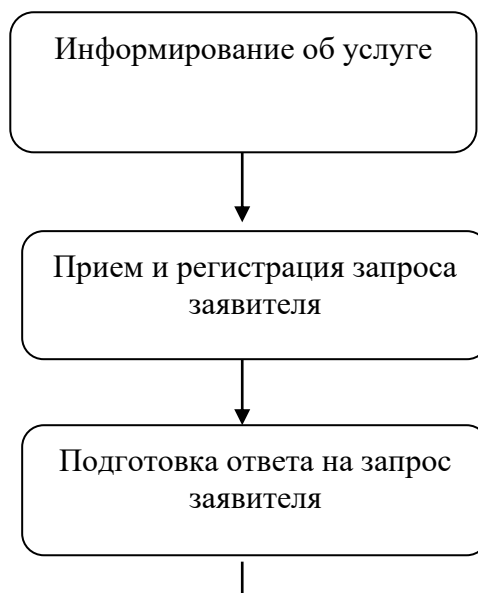 Информирование об услуге
Прием и регистрация запроса
заявителя
Подготовка ответа на запрос
заявителя